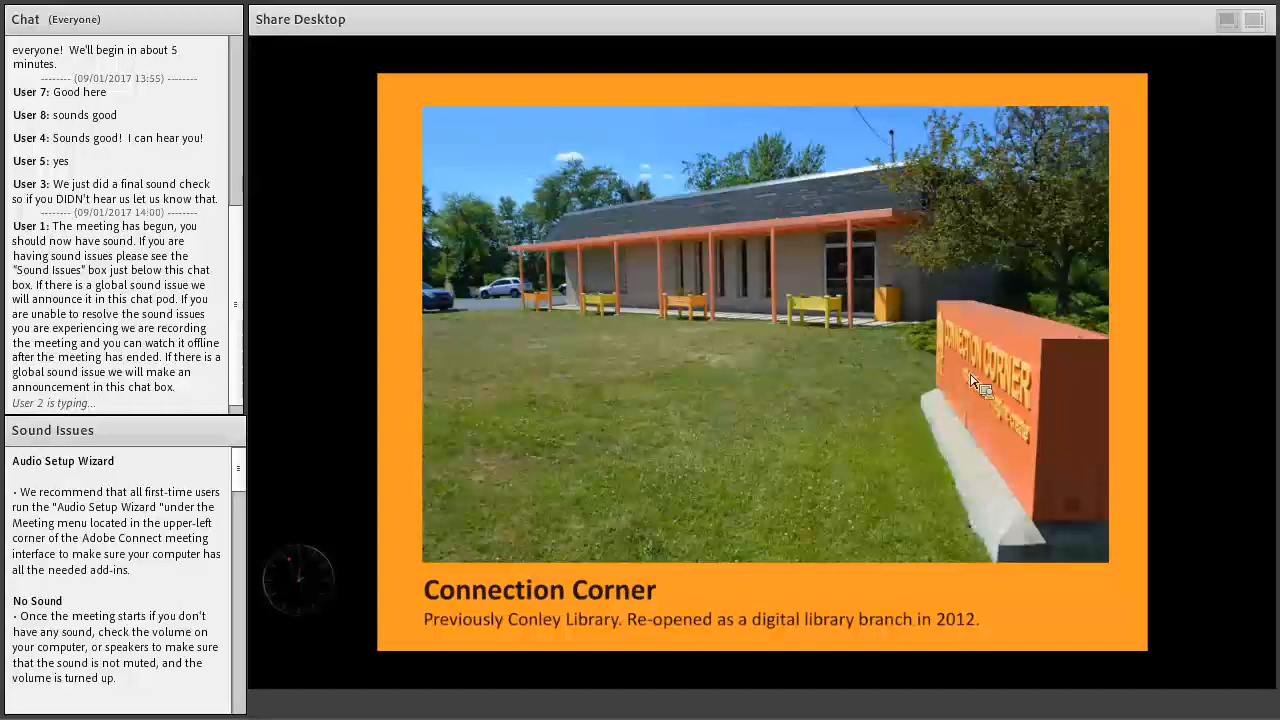 Chat (Everyone)
everyone! We'll begin in about 5
minutes.
-------- (09/01/2017 13:55) --------
User 7: Good here
User 8: sounds good
User 4: Sounds good! I can hear you!
User 5: yes
User 3: We just did a final sound check
so if you DIDN'T hear us let us know that.
-------- (09/01/2017 14:00) --------
User 1: The meeting has begun, you
should now have sound. If you are
having sound issues please see the
"Sound Issues" box just below this chat
box. If there is a global sound issue we
will announce it in this chat pod. If you
are unable to resolve the sound issues
you are experiencing we are recording
the meeting and you can watch it offline
after the meeting has ended. If there is a
global sound issue we will make an
announcement in this chat box.
User 2 is typing...
Sound Issues
Audio Setup Wizard
• We recommend that all first-time users
run the "Audio Setup Wizard "under the
Meeting menu located in the upper-left
corner of the Adobe Connect meeting
interface to make sure your computer has
all the needed add-ins.
No Sound
• Once the meeting starts if you don't
have any sound, check the volume on
your computer, or speakers to make sure
that the sound is not muted, and the
volume is turned up.
Share Desktop
CONNECTION CORNER
Connection Corner
Previously Conley Library. Re-opened as a digital library branch in 2012.